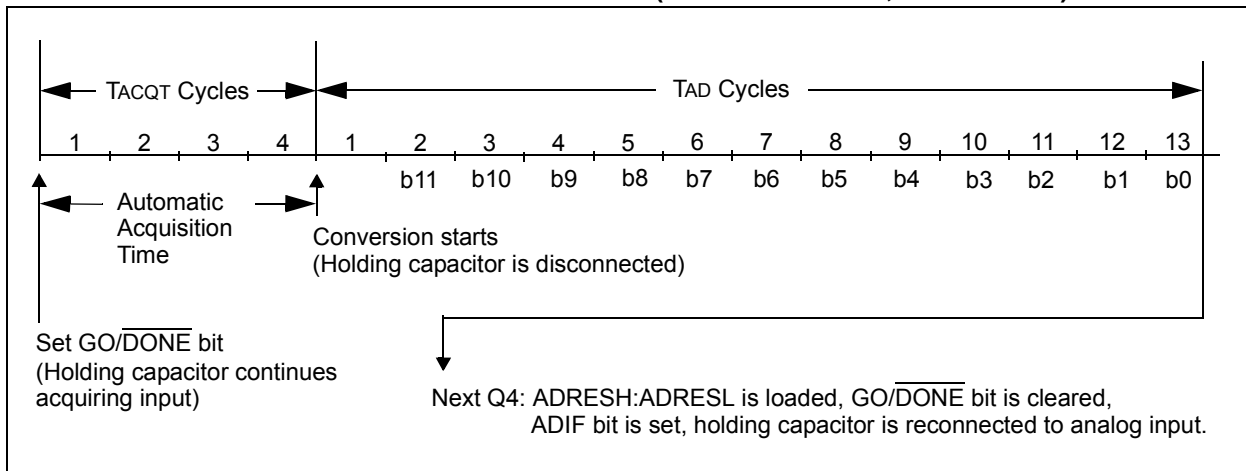 TACQT Cycles TAD Cycles
1 2 3 4 1 2 3 4 5 6 7 8 9 10 11 12 13
b11 b10 b9 b8 b7 b6 b5 b4 b3 b2 b1 b0
Automatic
Acquisition
Time
Conversion starts
(Holding capacitor is disconnected)
Set GO/DONE bit
(Holding capacitor continues
acquiring input)
Next Q4: ADRESH:ADRESL is loaded, GO/DONE bit is cleared,
ADIF bit is set, holding capacitor is reconnected to analog input.